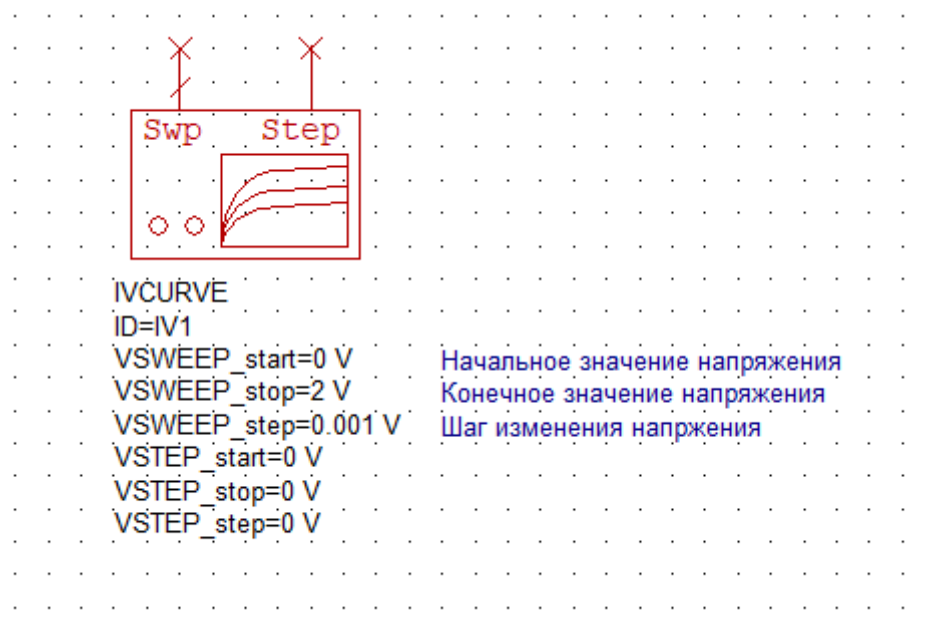 Swp Step
IVCURVE
ID=IV1
VSWEEP_start=0 V Начальное значение напряжения
VSWEEP_stop=2 V Конечное значение напряжения
VSWEEP_step=0.001 V Шаг изменения напржения
VSTEP_start=0 V
VSTEP_stop=0 V
VSTEP_step=0 V